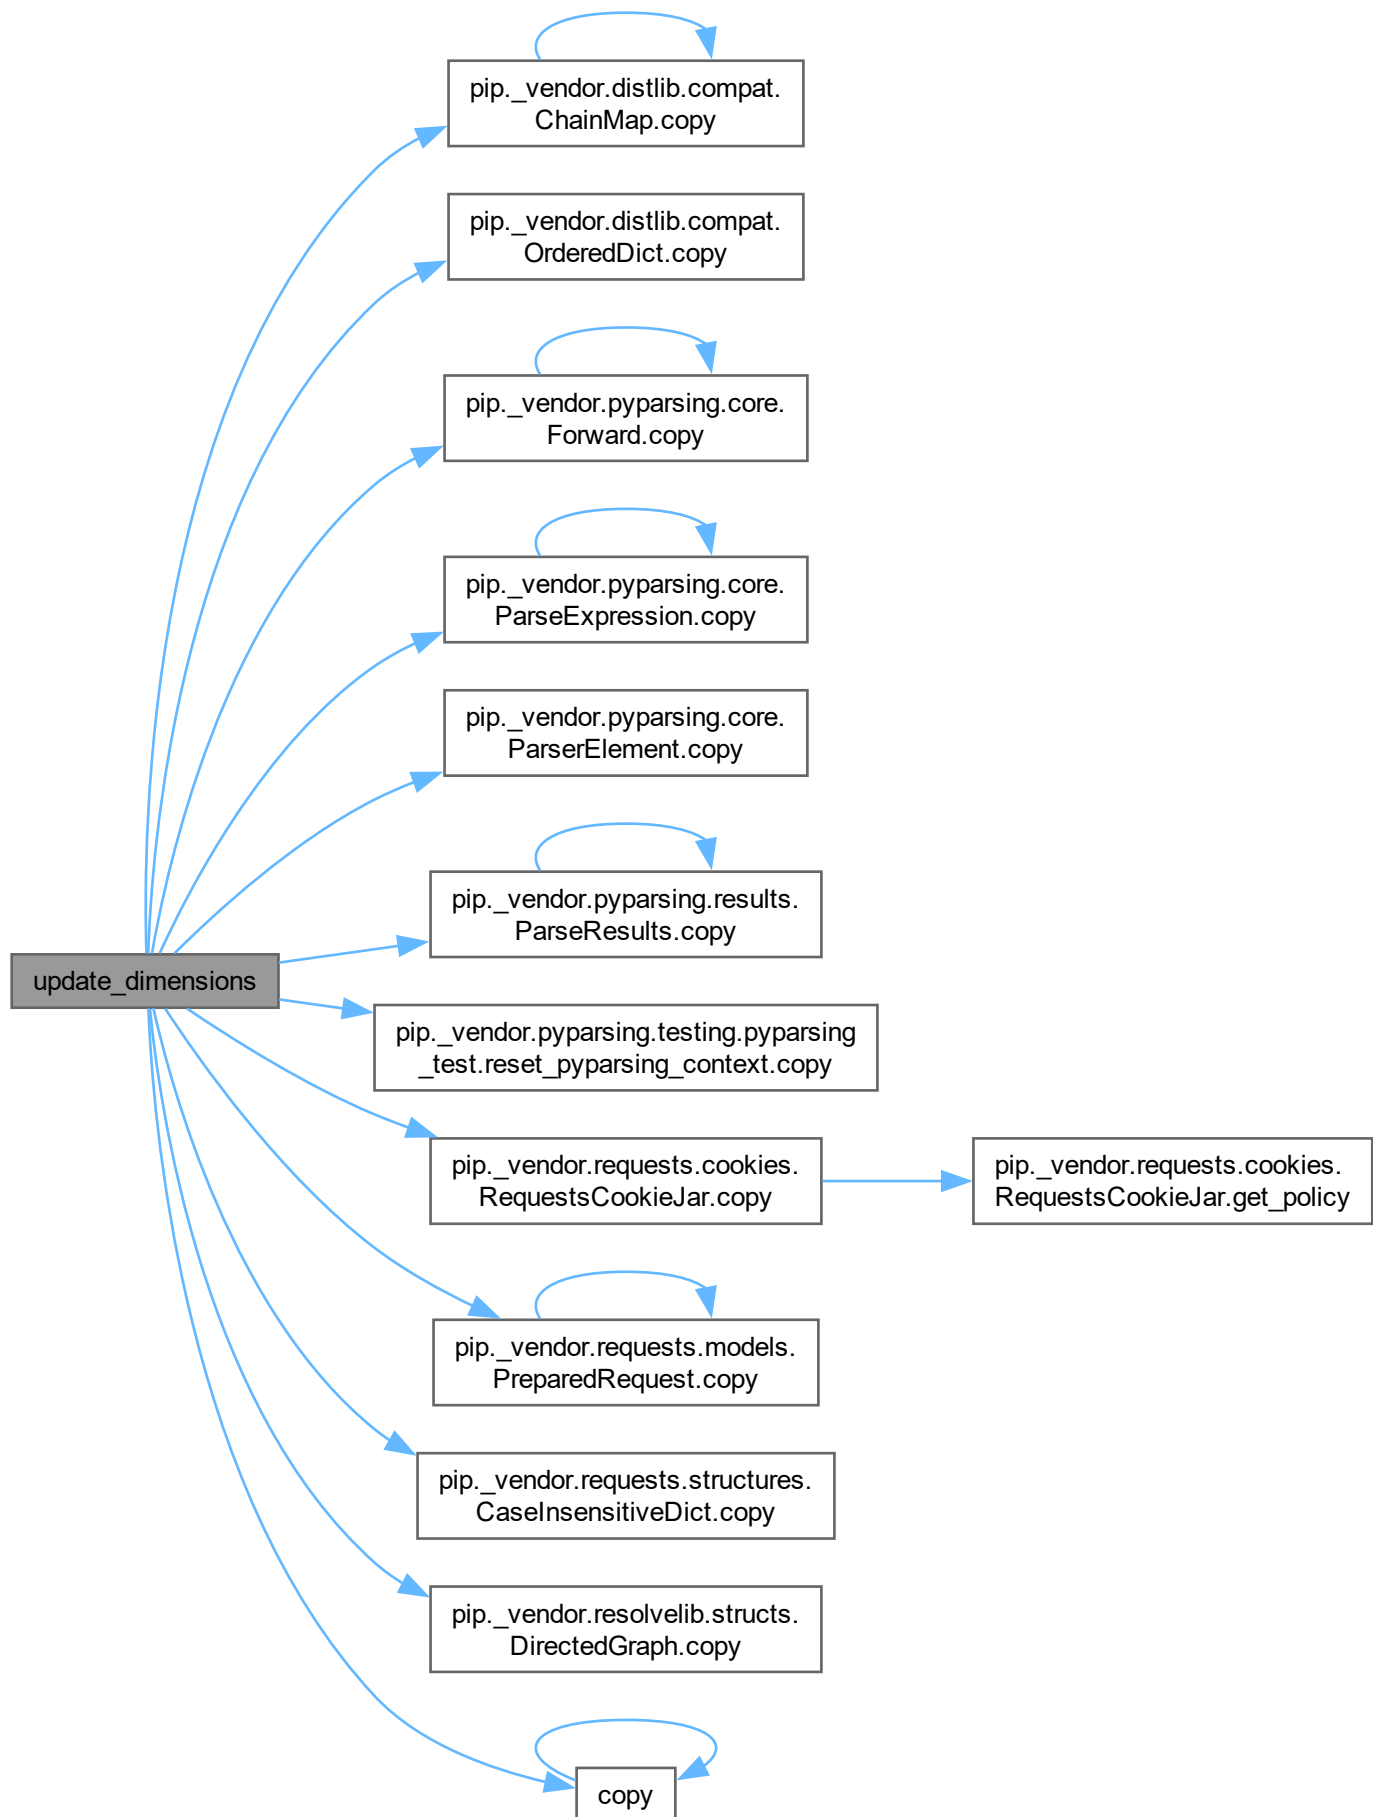 pip._vendor.distlib.compat.
ChainMap.copy
pip._vendor.distlib.compat.
OrderedDict.copy
pip._vendor.pyparsing.core.
Forward.copy
pip._vendor.pyparsing.core.
ParseExpression.copy
pip._vendor.pyparsing.core.
ParserElement.copy
pip._vendor.pyparsing.results.
ParseResults.copy
update_dimensions
pip._vendor.pyparsing.testing.pyparsing
_test.reset_pyparsing_context.copy
pip._vendor.requests.cookies.
RequestsCookieJar.copy
pip._vendor.requests.cookies.
RequestsCookieJar.get_policy
pip._vendor.requests.models.
PreparedRequest.copy
pip._vendor.requests.structures.
CaseInsensitiveDict.copy
pip._vendor.resolvelib.structs.
DirectedGraph.copy
copy